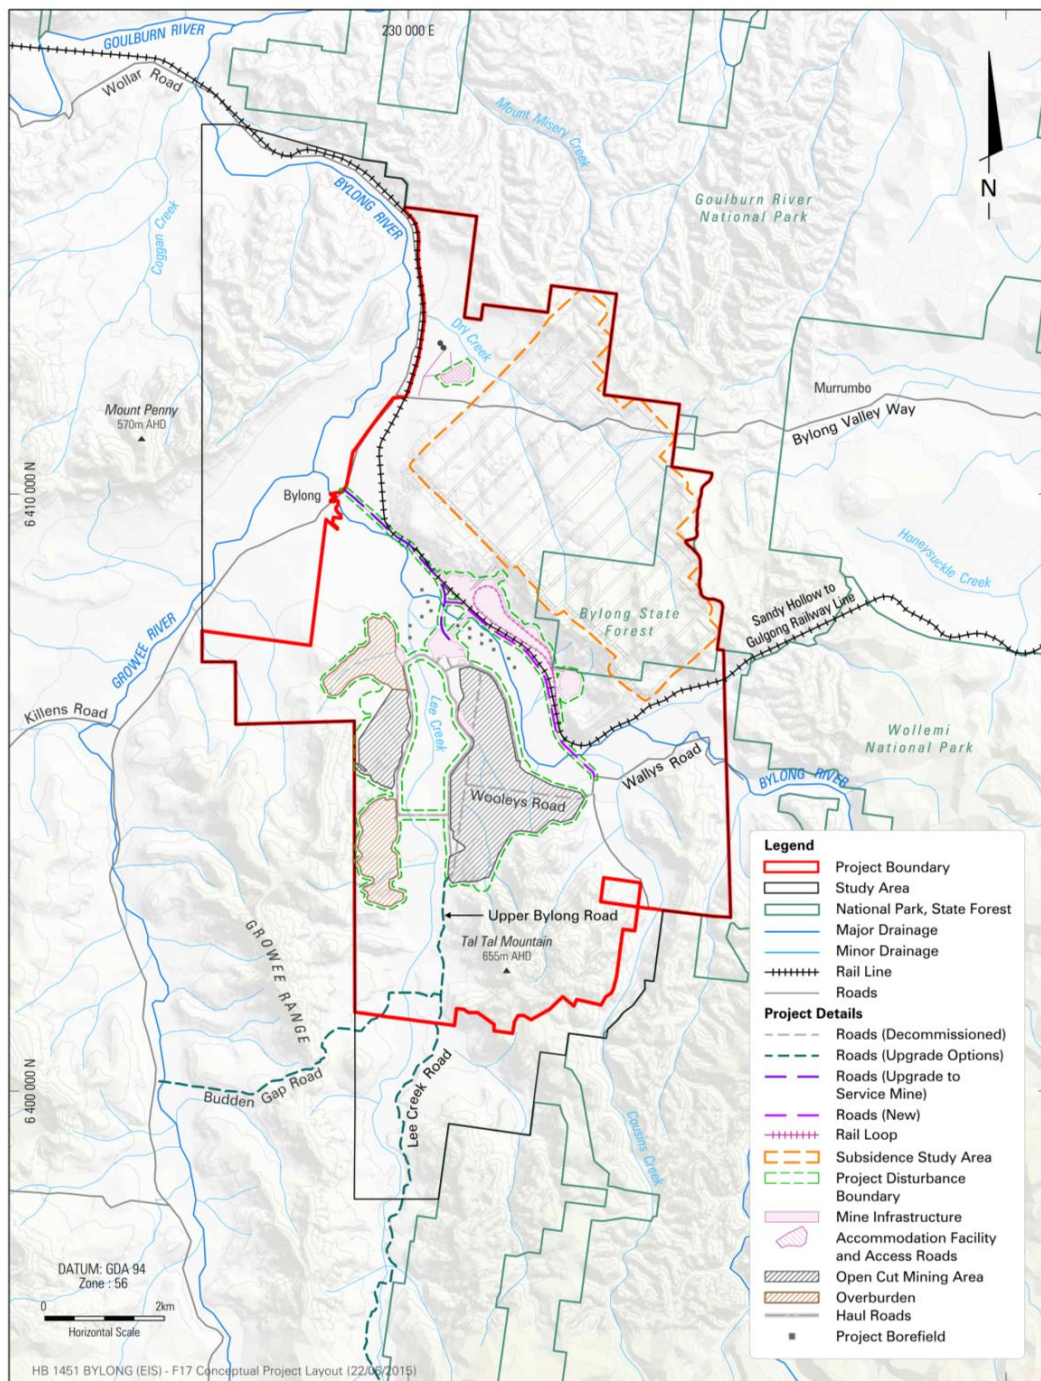 230 000 E
GOULBURN RIVER
Wollar Road
Mount Misery Creek
N
BYLONG RIVER
Goulburn River
National Park
Coggan Creek
Dry Creek
Murrumbo
Bylong Valley Way
Mount Penny
570m AHD
6 410 000 N
Bylong
Honeysuckle Creek
Sandy Hollow to
Gulgong Railway Line
Bylong State
Forest
GROWEE RIVER
Killens Road
Lee Creek
Wollemi
National Park
Wallys Road
BYLONG RIVER
Wooleys Road
Upper Bylong Road
Tal Tal Mountain
655m AHD
GROWEE RANGE
Budden Gap Road
Lee Creek Road
6 400 000 N
Cousins Creek
Legend
Project Boundary
Study Area
National Park, State Forest
Major Drainage
Minor Drainage
Rail Line
Roads
Project Details
Roads (Decommissioned)
Roads (Upgrade Options)
Roads (Upgrade to
Service Mine)
Roads (New)
Rail Loop
Subsidence Study Area
Project Disturbance
Boundary
Mine Infrastructure
Accommodation Facility
and Access Roads
Open Cut Mining Area
Overburden
Haul Roads
Project Borefield
DATUM: GDA 94
Zone : 56
0 2km
Horizontal Scale
HB 1451 BYLONG (EIS) - F17 Conceptual Project Layout (22/06/2015)